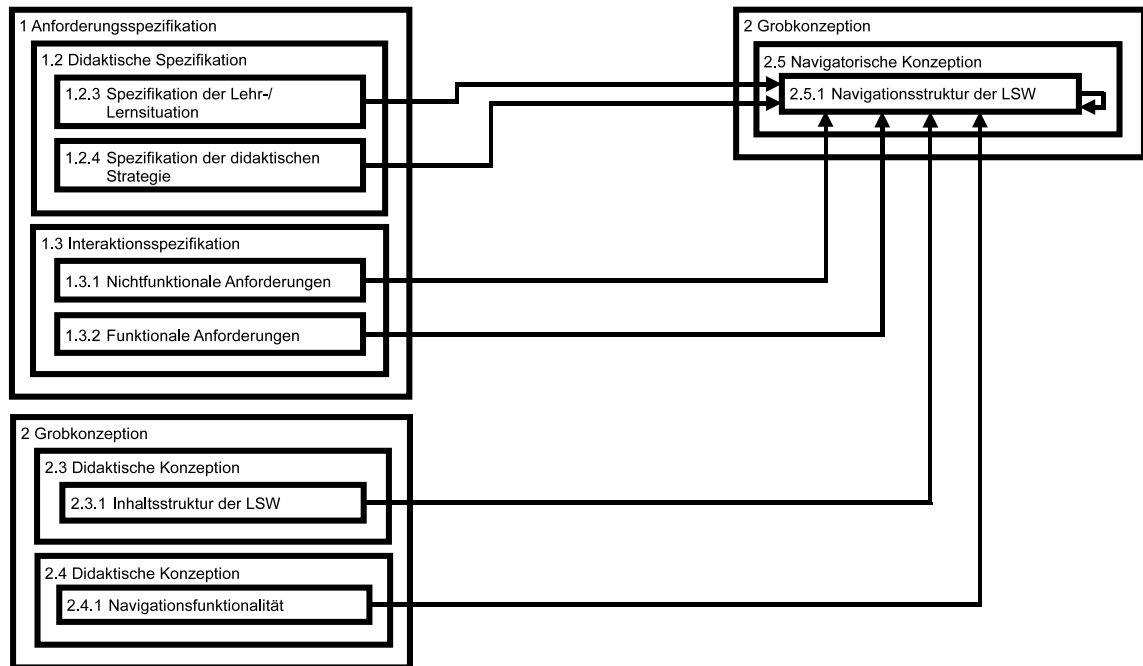 1 Anforderungsspezifikation
1.2 Didaktische Spezifikation
1.2.3 Spezifikation der Lehr-/
Lernsituation
1.2.4 Spezifikation der didaktischen
Strategie
1.3 Interaktionsspezifikation
1.3.1 Nichtfunktionale Anforderungen
1.3.2 Funktionale Anforderungen
2 Grobkonzeption
2.3 Didaktische Konzeption
2.3.1 Inhaltsstruktur der LSW
2.4 Didaktische Konzeption
2.4.1 Navigationsfunktionalität
2 Grobkonzeption
2.5 Navigatorische Konzeption
2.5.1 Navigationsstruktur der LSW